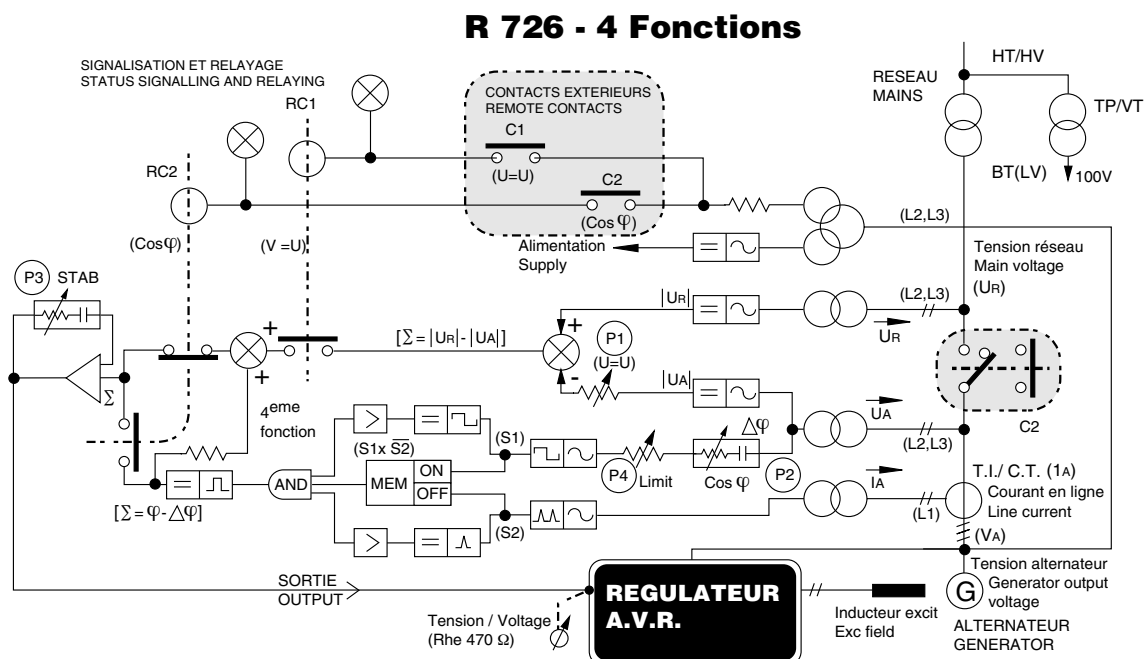 R 726 - 4 Fonctions
SIGNALISATION ET RELAYAGE
STATUS SIGNALLING AND RELAYING
RC1
RC2
CONTACTS EXTERIEURS
REMOTE CONTACTS
C1
(U=U)
C2
(Cos φ)
HT/HV
RESEAU
MAINS
TP/VT
BT(LV)
100V
(Cos φ)
(V =U)
Alimentation
Supply
=
(L2,L3)
Tension réseau
Main voltage
(UR)
P3
STAB
|UR|
=
(L2,L3)
UR
+
+
[Σ = |UR| - |UA|]
+
-
P1
(U=U)
|UA|
=
Σ
4eme
fonction
>
=
(S1x S̅2̅)
(S1)
P4
Limit
Δφ
Cos φ
P2
UA
(L2,L3)
C2
=
AND
MEM
ON
OFF
[Σ = φ - Δφ]
>
=
(S2)
IA
(L1)
T.I./ C.T. (1A)
Courant en ligne
Line current
(VA)
SORTIE
OUTPUT
Tension / Voltage
(Rhe 470 Ω)
REGULATEUR
A.V.R.
Inducteur excit
Exc field
G
Tension alternateur
Generator output
voltage
ALTERNATEUR
GENERATOR